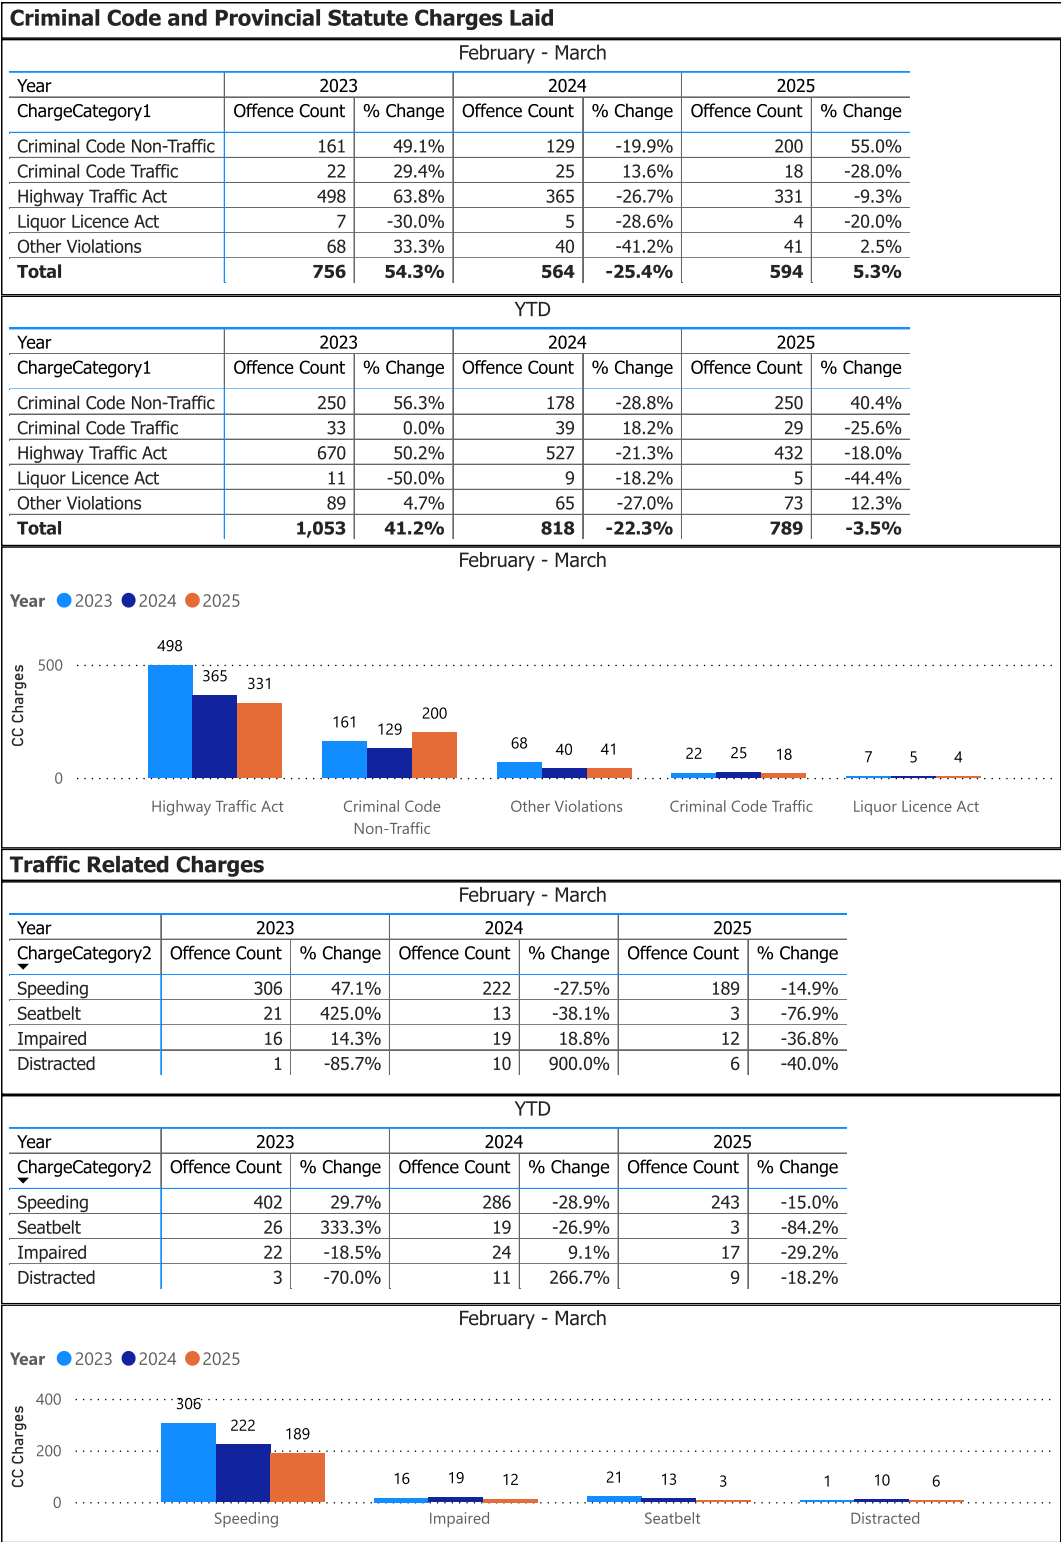 Criminal Code and Provincial Statute Charges Laid
February - March
Year 2023 2024 2025
ChargeCategory1 Offence Count % Change Offence Count % Change Offence Count % Change
Criminal Code Non-Traffic 161 49.1% 129 -19.9% 200 55.0%
Criminal Code Traffic 22 29.4% 25 13.6% 18 -28.0%
Highway Traffic Act 498 63.8% 365 -26.7% 331 -9.3%
Liquor Licence Act 7 -30.0% 5 -28.6% 4 -20.0%
Other Violations 68 33.3% 40 -41.2% 41 2.5%
Total 756 54.3% 564 -25.4% 594 5.3%
YTD
Year 2023 2024 2025
ChargeCategory1 Offence Count % Change Offence Count % Change Offence Count % Change
Criminal Code Non-Traffic 250 56.3% 178 -28.8% 250 40.4%
Criminal Code Traffic 33 0.0% 39 18.2% 29 -25.6%
Highway Traffic Act 670 50.2% 527 -21.3% 432 -18.0%
Liquor Licence Act 11 -50.0% 9 -18.2% 5 -44.4%
Other Violations 89 4.7% 65 -27.0% 73 12.3%
Total 1,053 41.2% 818 -22.3% 789 -3.5%
February - March
Year 2023 2024 2025
CC Charges
500
0
498 365 331
161 129 200
68 40 41
22 25 18
7 5 4
Highway Traffic Act Criminal Code Other Violations Criminal Code Traffic Liquor Licence Act
Non-Traffic
Traffic Related Charges
February - March
Year 2023 2024 2025
ChargeCategory2 Offence Count % Change Offence Count % Change Offence Count % Change
Speeding 306 47.1% 222 -27.5% 189 -14.9%
Seatbelt 21 425.0% 13 -38.1% 3 -76.9%
Impaired 16 14.3% 19 18.8% 12 -36.8%
Distracted 1 -85.7% 10 900.0% 6 -40.0%
YTD
Year 2023 2024 2025
ChargeCategory2 Offence Count % Change Offence Count % Change Offence Count % Change
Speeding 402 29.7% 286 -28.9% 243 -15.0%
Seatbelt 26 333.3% 19 -26.9% 3 -84.2%
Impaired 22 -18.5% 24 9.1% 17 -29.2%
Distracted 3 -70.0% 11 266.7% 9 -18.2%
February - March
Year 2023 2024 2025
CC Charges
400
200
0
306 222 189
16 19 12
21 13 3
1 10 6
Speeding Impaired Seatbelt Distracted